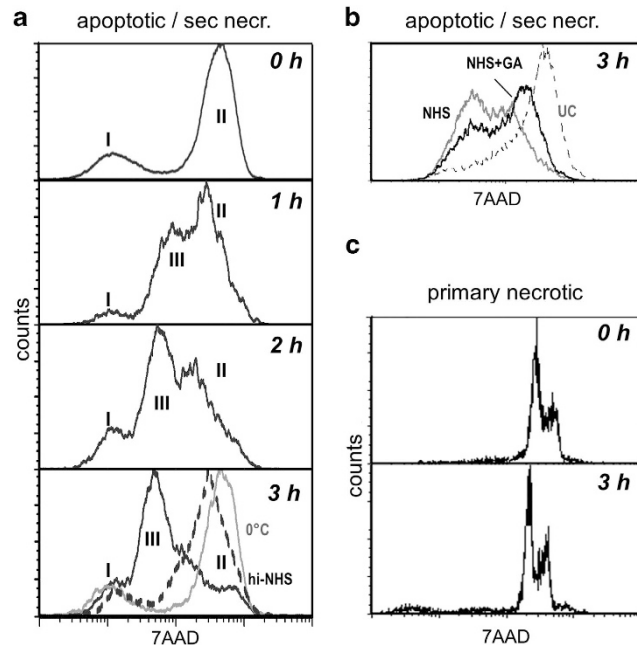 a
apoptotic / sec necr.
0 h
I
II
1 h
I
III
II
2 h
I
III
II
3 h
I
III
II
0°C
hi-NHS
counts
7AAD
b
apoptotic / sec necr.
3 h
NHS+GA
NHS
UC
7AAD
c
primary necrotic
0 h
3 h
counts
7AAD